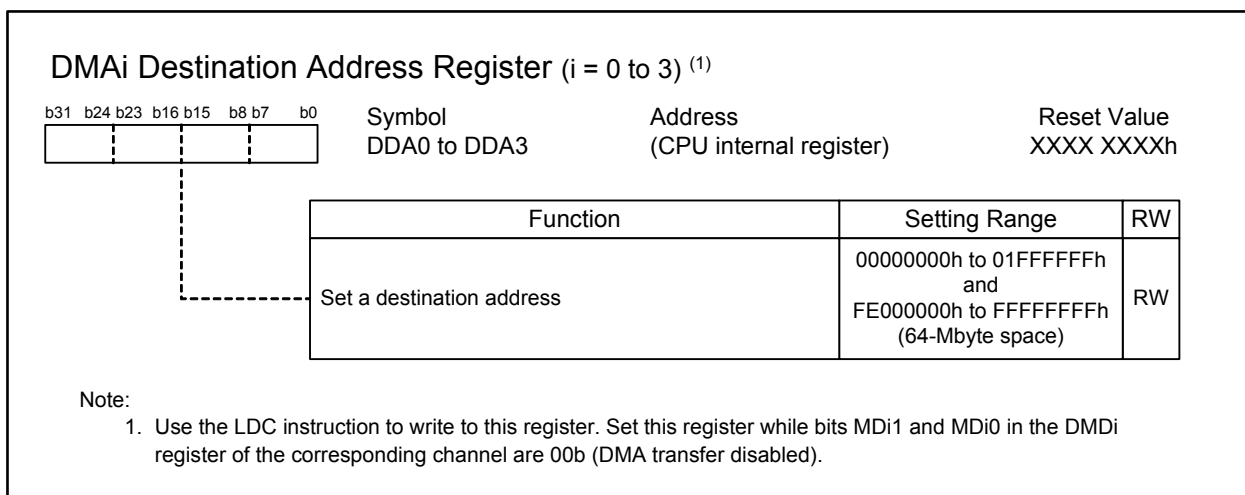 DMAi Destination Address Register (i = 0 to 3) (1)
b31 b24 b23 b16 b15 b8 b7 b0
Symbol Address Reset Value
DDA0 to DDA3 (CPU internal register) XXXX XXXXh
Function Setting Range RW
Set a destination address
00000000h to 01FFFFFFh
and
FE000000h to FFFFFFFFh
(64-Mbyte space)
RW
Note:
1. Use the LDC instruction to write to this register. Set this register while bits MDi1 and MDi0 in the DMDi
register of the corresponding channel are 00b (DMA transfer disabled).